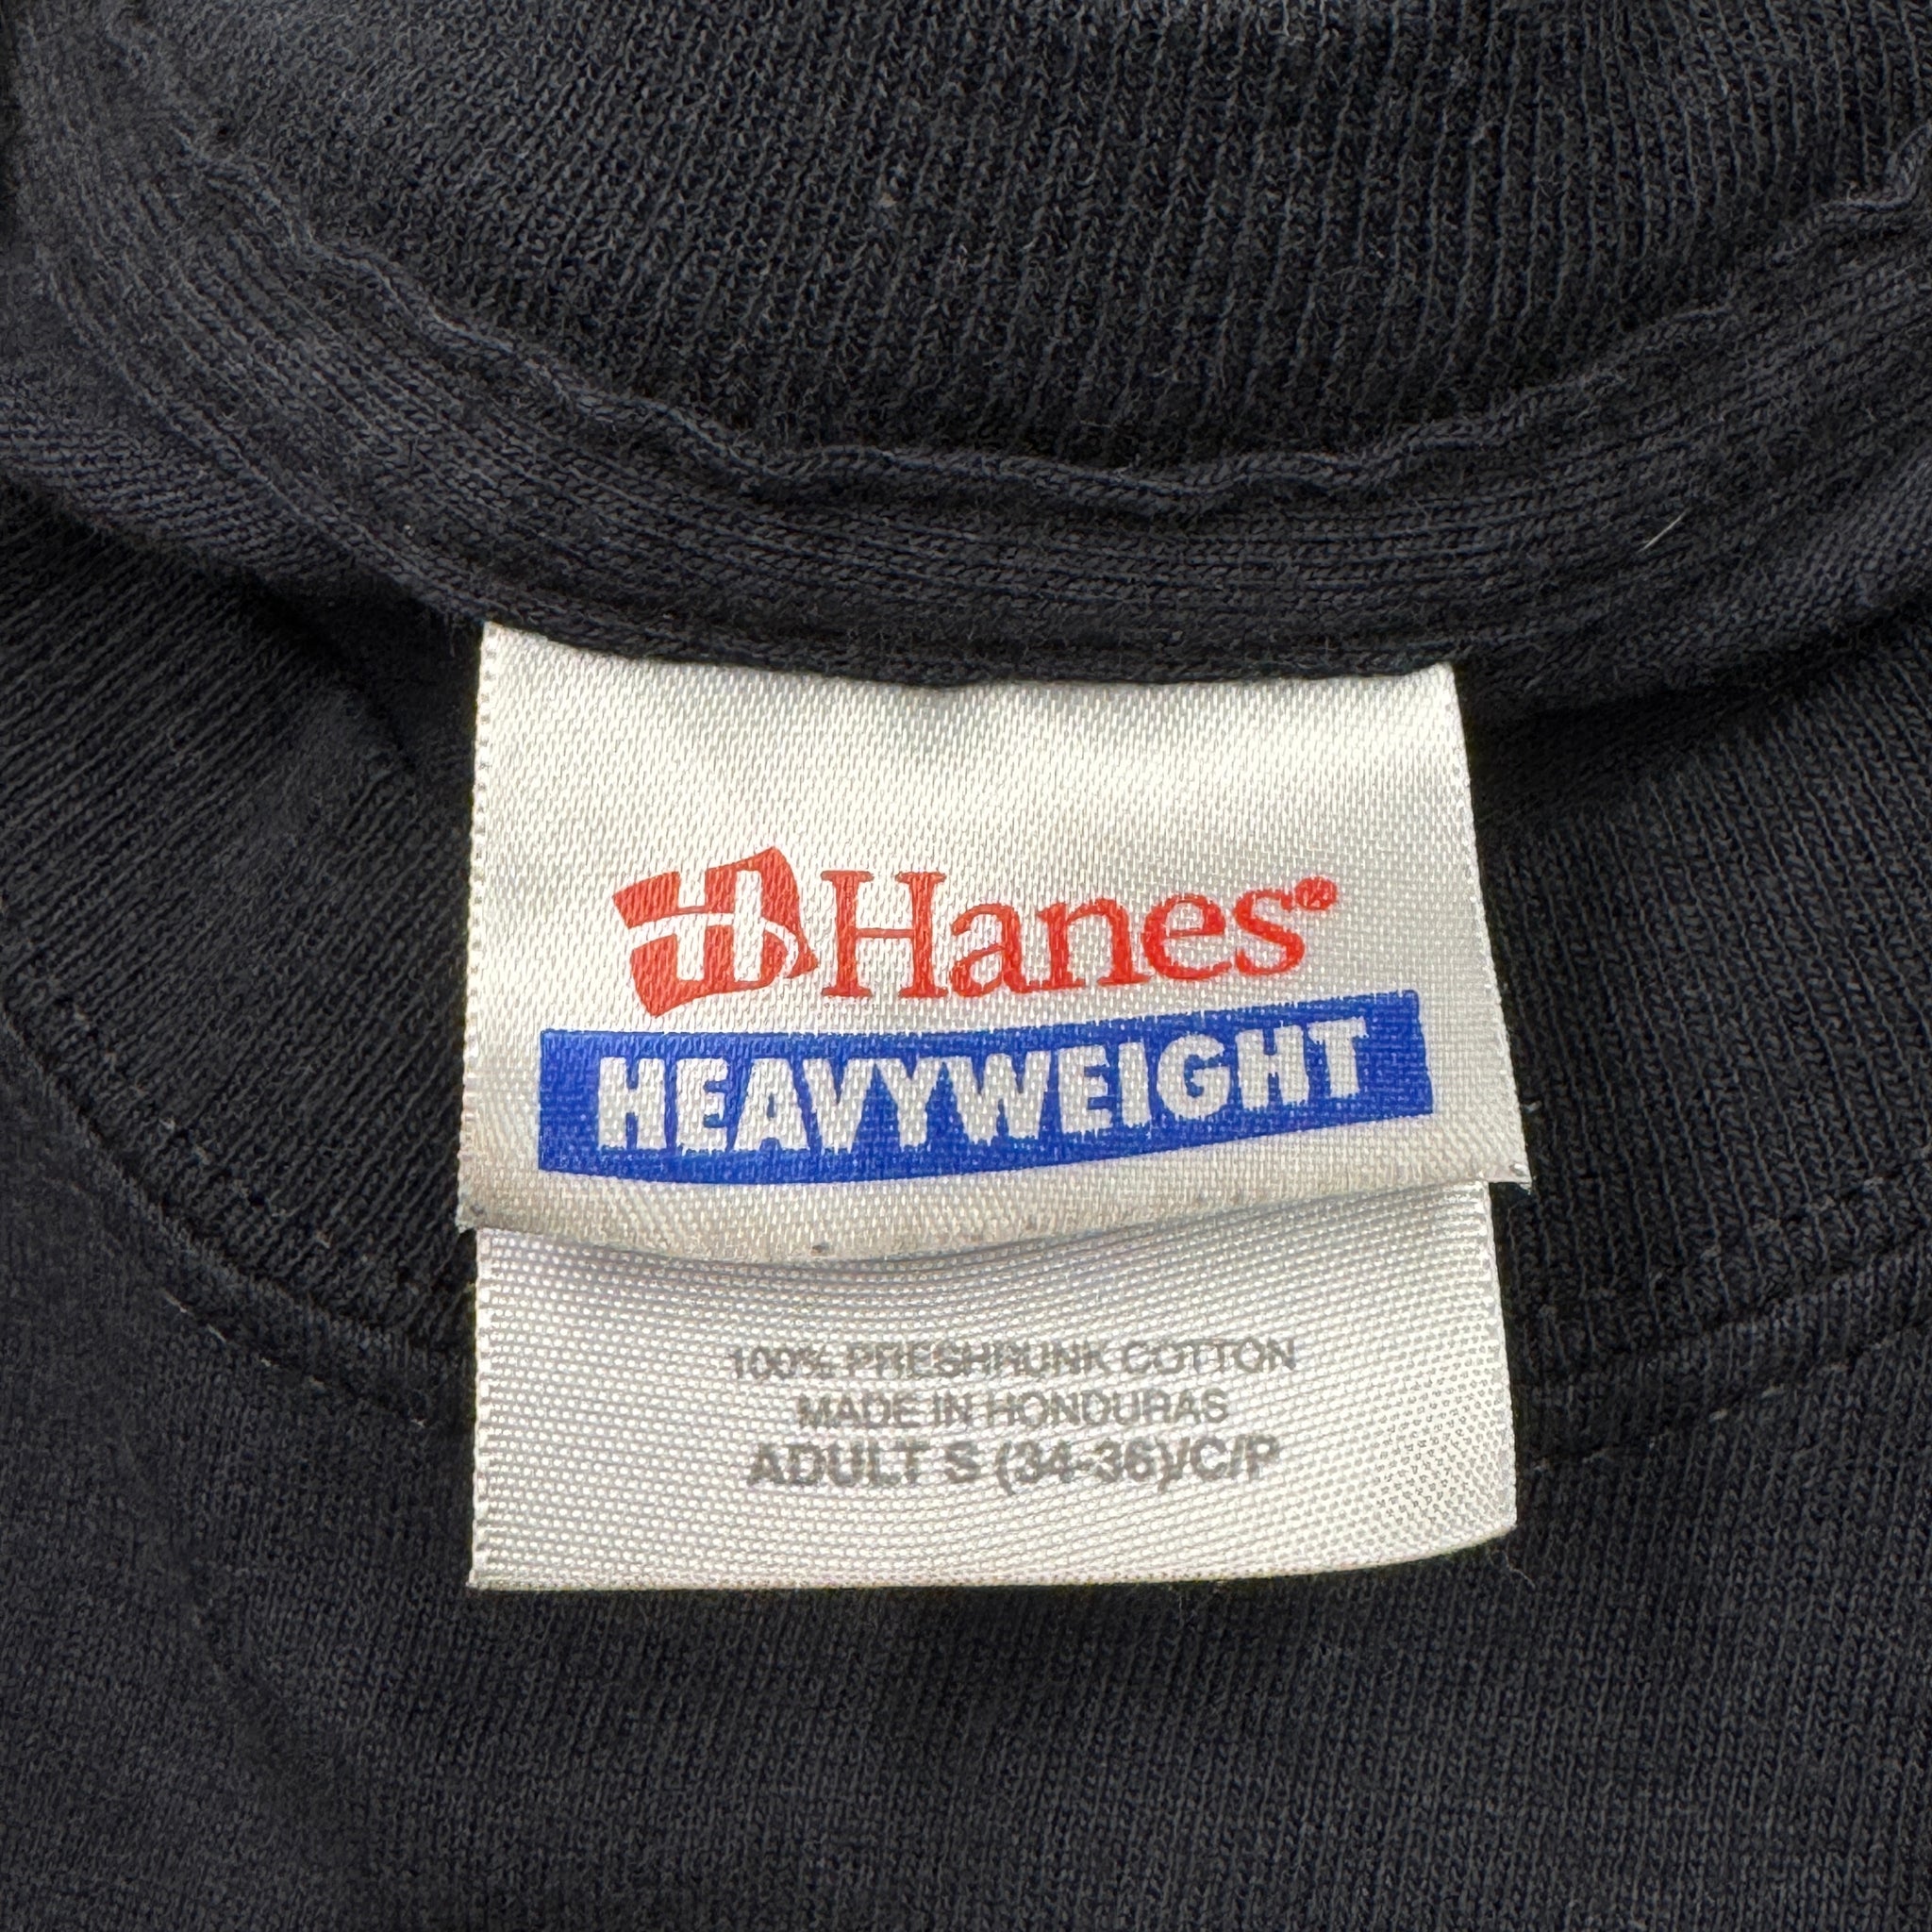 H Hanes®
HEAVYWEIGHT
100% PRESHRUNK COTTON
MADE IN HONDURAS
ADULT S (34-36)/C/P